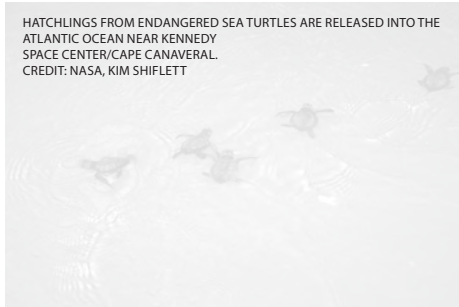 HATCHLINGS FROM ENDANGERED SEA TURTLES ARE RELEASED INTO THE
ATLANTIC OCEAN NEAR KENNEDY
SPACE CENTER/CAPE CANAVERAL.
CREDIT: NASA, KIM SHIFLETT